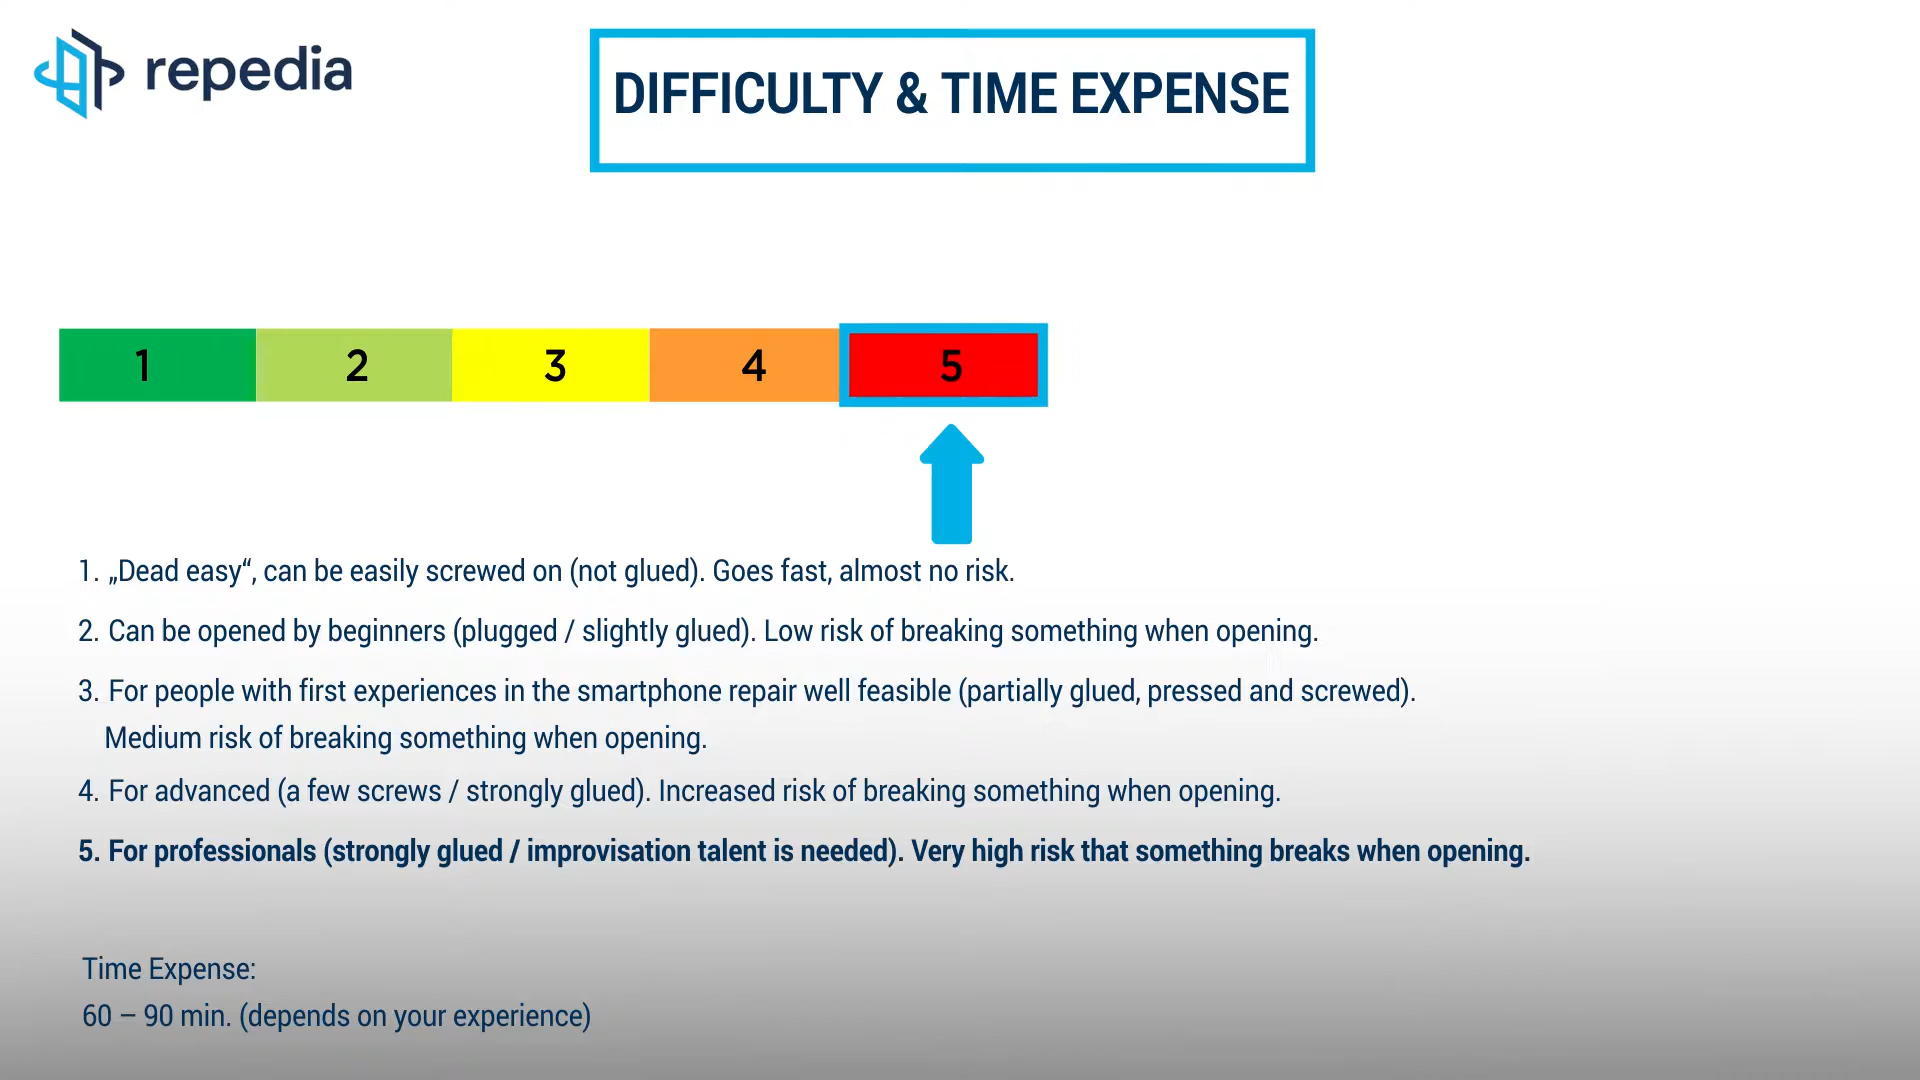 repedia
DIFFICULTY & TIME EXPENSE
1 2 3 4 5
1. „Dead easy“, can be easily screwed on (not glued). Goes fast, almost no risk.
2. Can be opened by beginners (plugged / slightly glued). Low risk of breaking something when opening.
3. For people with first experiences in the smartphone repair well feasible (partially glued, pressed and screwed).
Medium risk of breaking something when opening.
4. For advanced (a few screws / strongly glued). Increased risk of breaking something when opening.
5. For professionals (strongly glued / improvisation talent is needed). Very high risk that something breaks when opening.
Time Expense:
60 – 90 min. (depends on your experience)